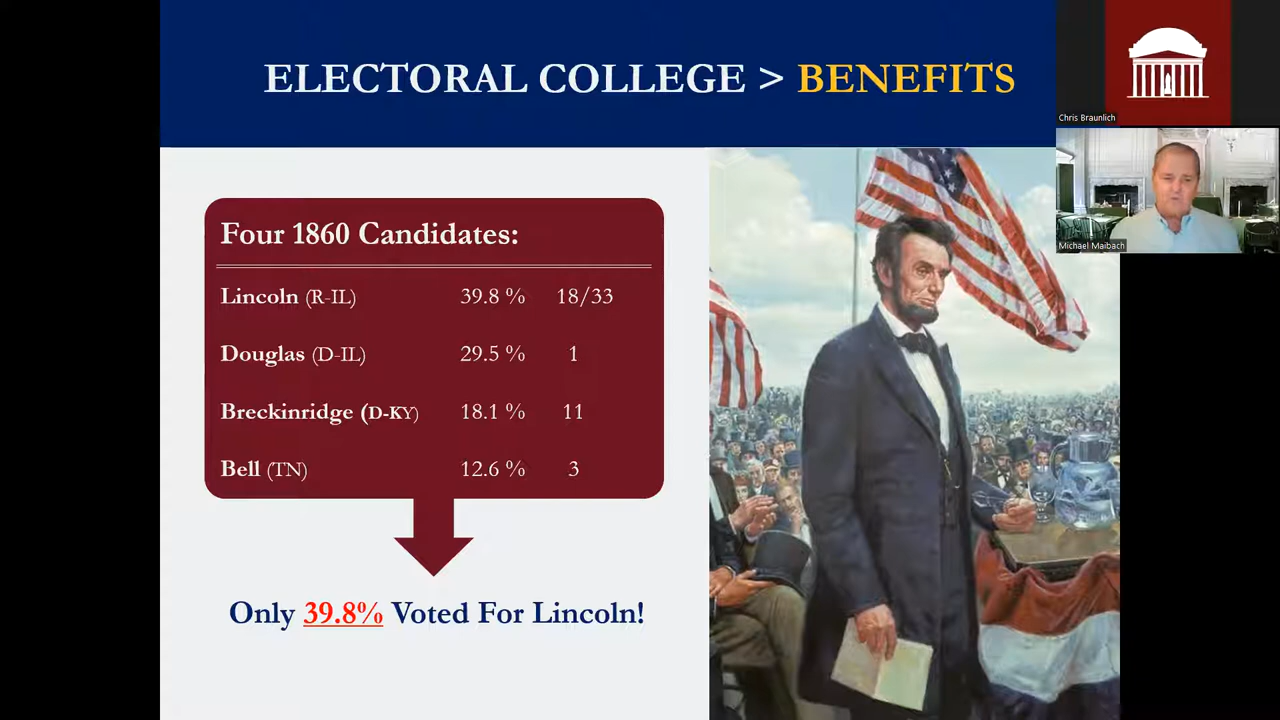 ELECTORAL COLLEGE > BENEFITS
Chris Braunlich
Michael Maibach
Four 1860 Candidates:
Lincoln (R-IL) 39.8 % 18/33
Douglas (D-IL) 29.5 % 1
Breckinridge (D-KY) 18.1 % 11
Bell (TN) 12.6 % 3
Only 39.8% Voted For Lincoln!